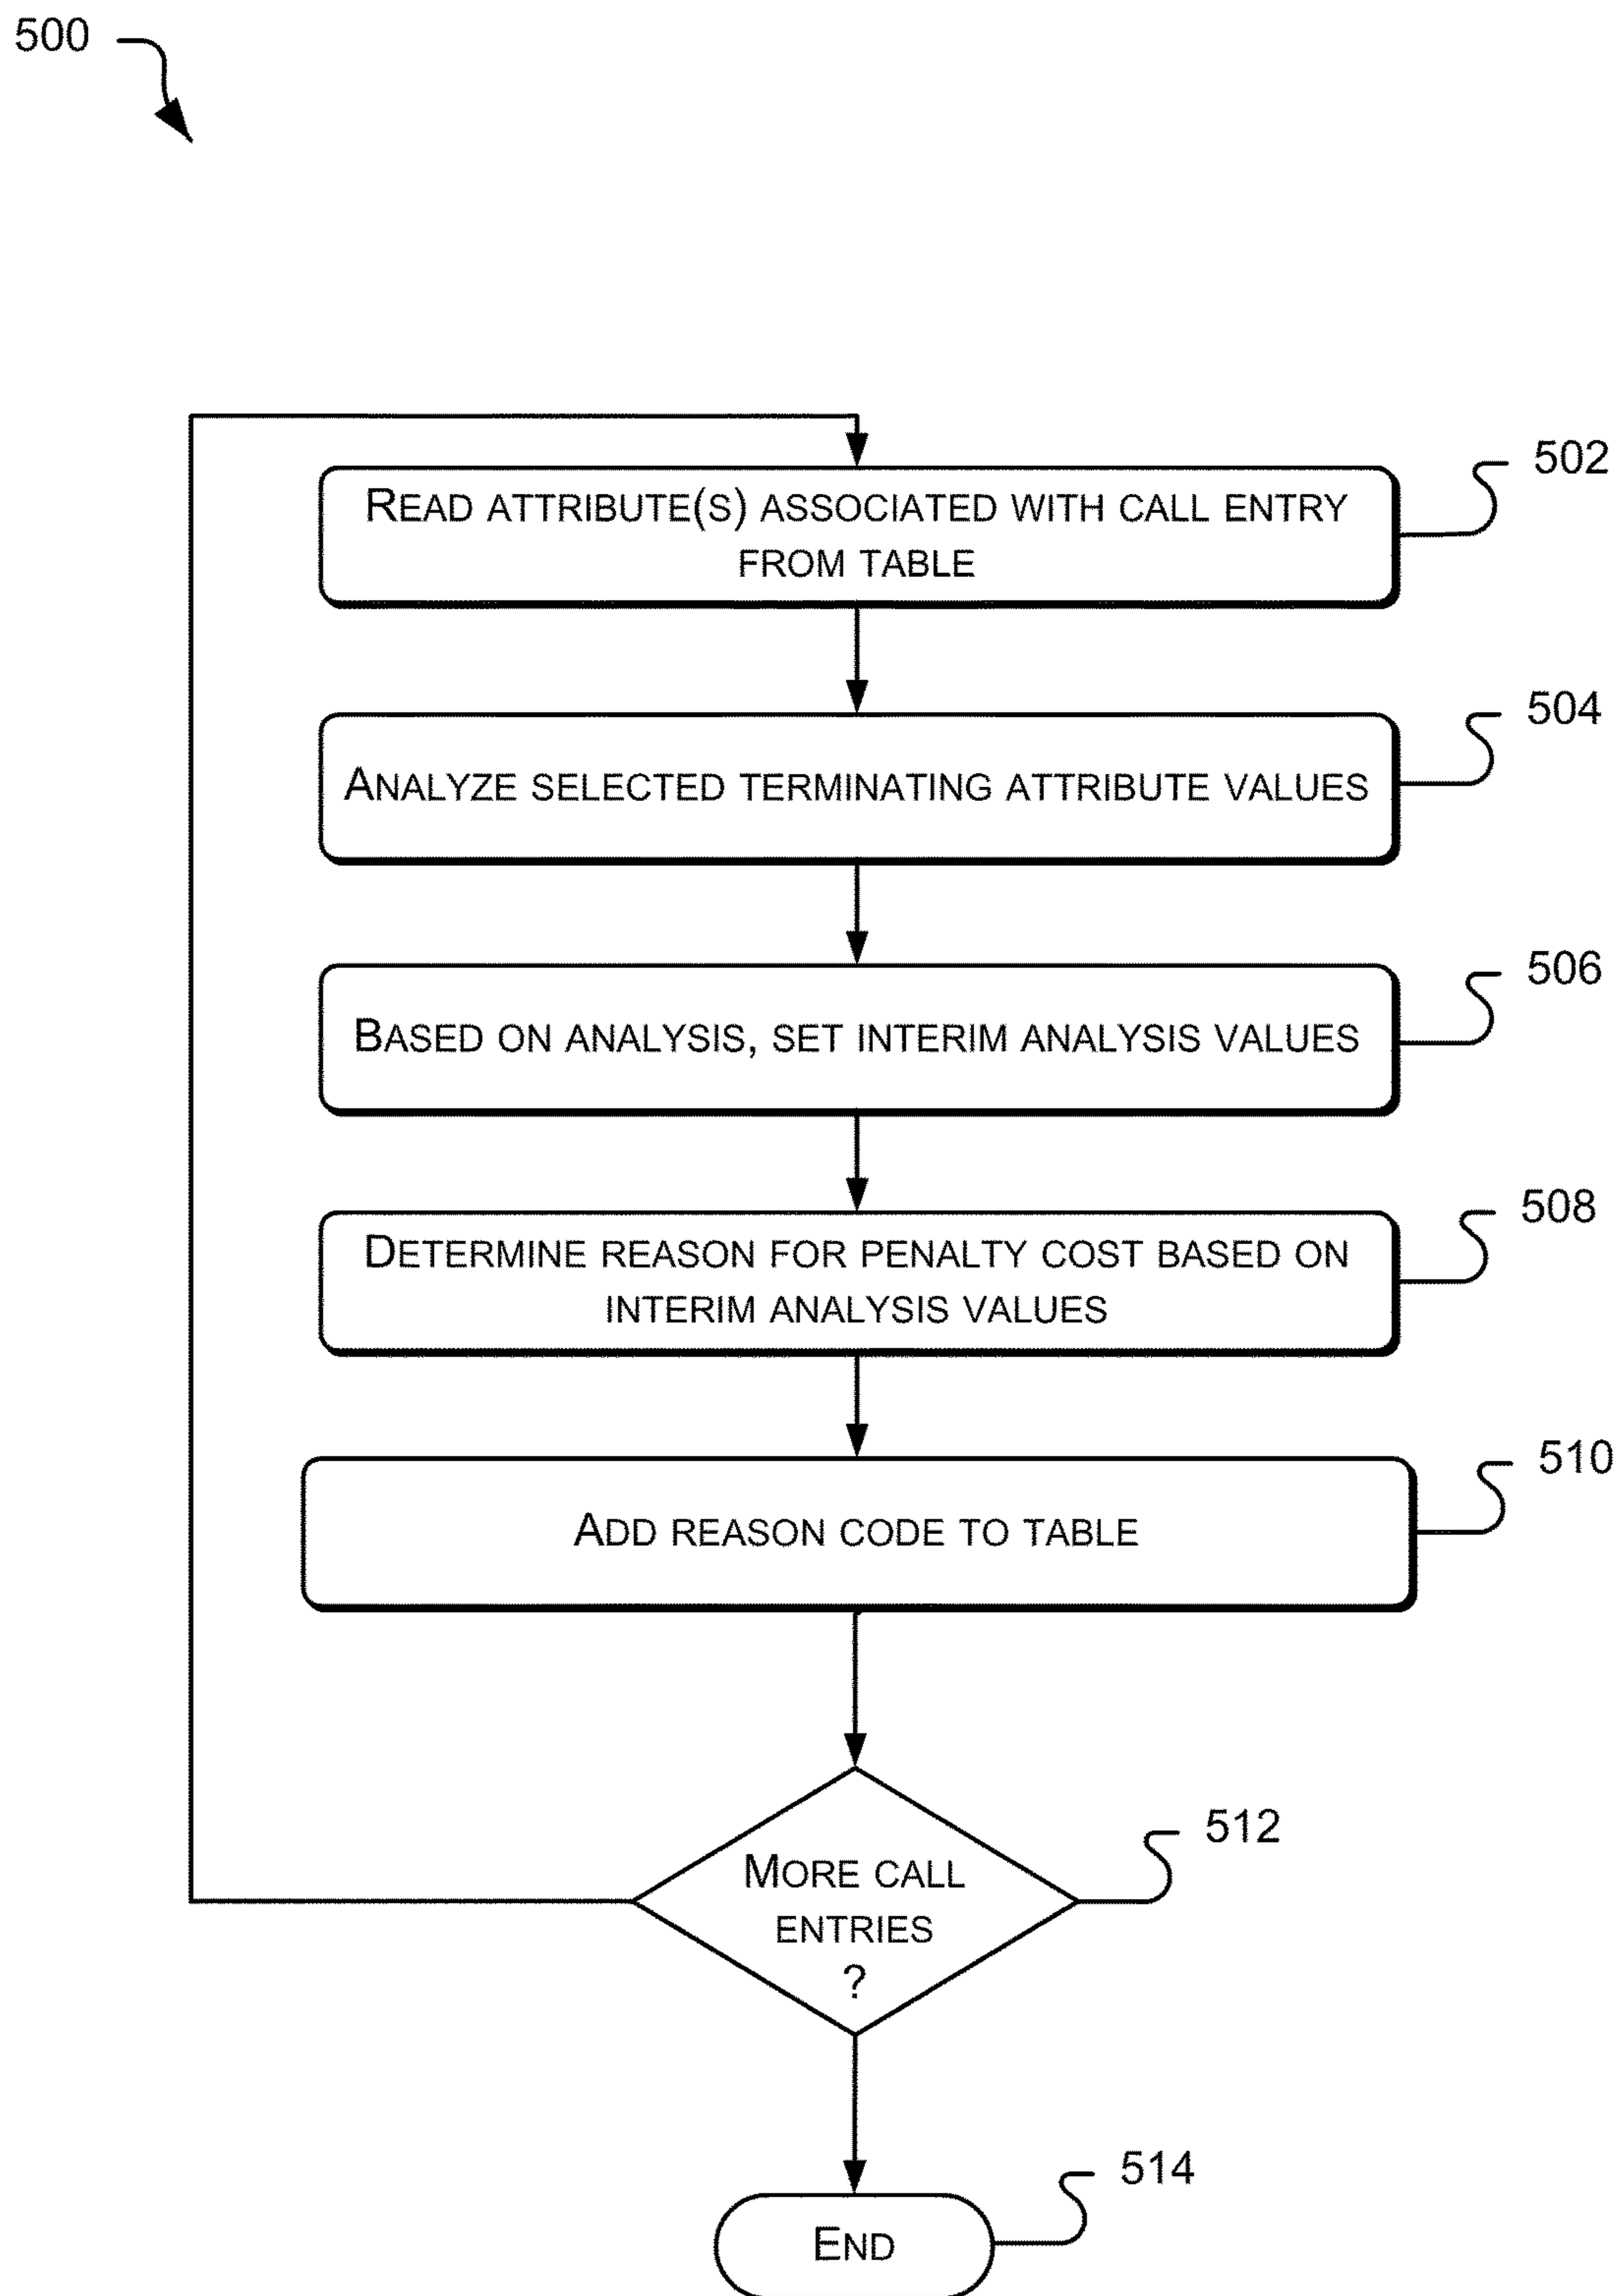 500
502
READ ATTRIBUTE(S) ASSOCIATED WITH CALL ENTRY
FROM TABLE
504
ANALYZE SELECTED TERMINATING ATTRIBUTE VALUES
506
BASED ON ANALYSIS, SET INTERIM ANALYSIS VALUES
508
DETERMINE REASON FOR PENALTY COST BASED ON
INTERIM ANALYSIS VALUES
510
ADD REASON CODE TO TABLE
512
MORE CALL
ENTRIES
?
514
END